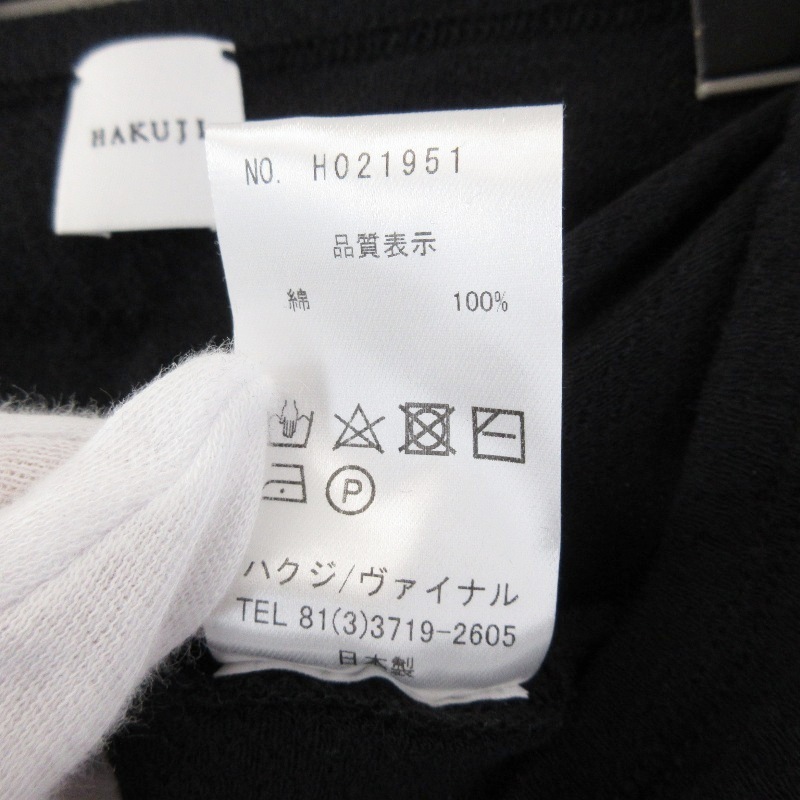 HAKUJI
NO. H021951
品質表示
綿 100%
P
ハクジ/ヴァイナル
TEL 81(3)3719-2605
日本製